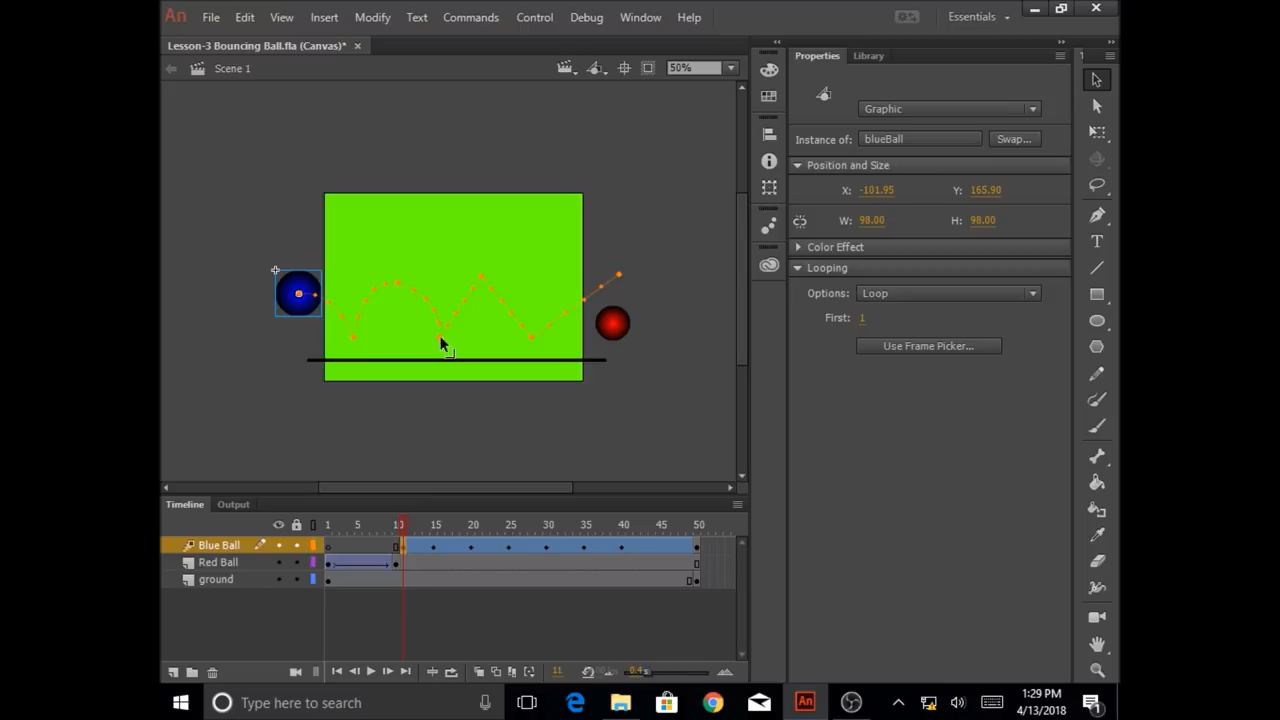 An File Edit View Insert Modify Text Commands Control Debug Window Help Essentials
Lesson-3 Bouncing Ball.fla (Canvas)* ×
Scene 1 50%
Properties Library
Graphic
Instance of: blueBall Swap...
Position and Size
X: -101.95 Y: 165.90
W: 98.00 H: 98.00
Color Effect
Looping
Options: Loop
First: 1
Use Frame Picker...
Timeline Output
1 5 10 15 20 25 30 35 40 45 50
Blue Ball
Red Ball
ground
11 0.4s
Type here to search
1:29 PM
4/13/2018